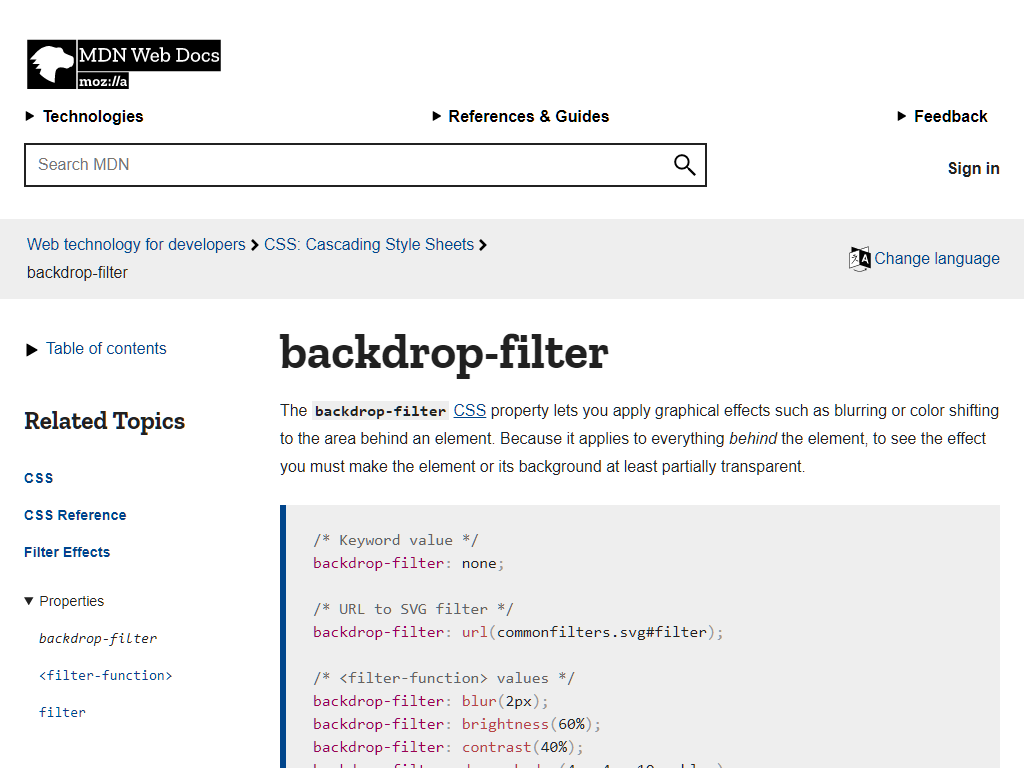 MDN Web Docs
moz://a
Technologies
References & Guides
Feedback
Search MDN
Sign in
Web technology for developers
CSS: Cascading Style Sheets
backdrop-filter
Change language
Table of contents
Related Topics
CSS
CSS Reference
Filter Effects
Properties
backdrop-filter
<filter-function>
filter
backdrop-filter
The backdrop-filter CSS property lets you apply graphical effects such as blurring or color shifting
to the area behind an element. Because it applies to everything behind the element, to see the effect
you must make the element or its background at least partially transparent.
/* Keyword value */
backdrop-filter: none;
/* URL to SVG filter */
backdrop-filter: url(commonfilters.svg#filter);
/* <filter-function> values */
backdrop-filter: blur(2px);
backdrop-filter: brightness(60%);
backdrop-filter: contrast(40%);